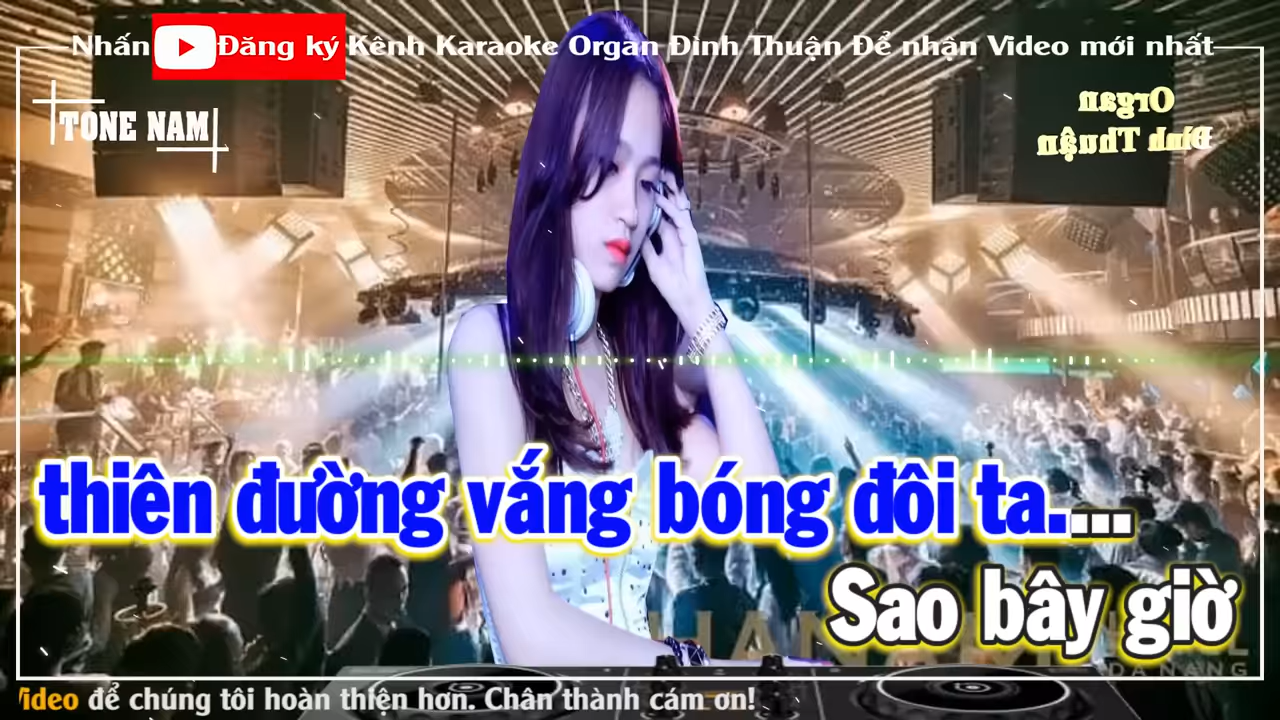 Nhấn Đăng ký Kênh Karaoke Organ Đình Thuận Để nhận Video mới nhất
TONE NAM
Organ
Đình Thuận
thiên đường vắng bóng đôi ta....
Sao bây giờ
DA NANG
Video để chúng tôi hoàn thiện hơn. Chân thành cám ơn!